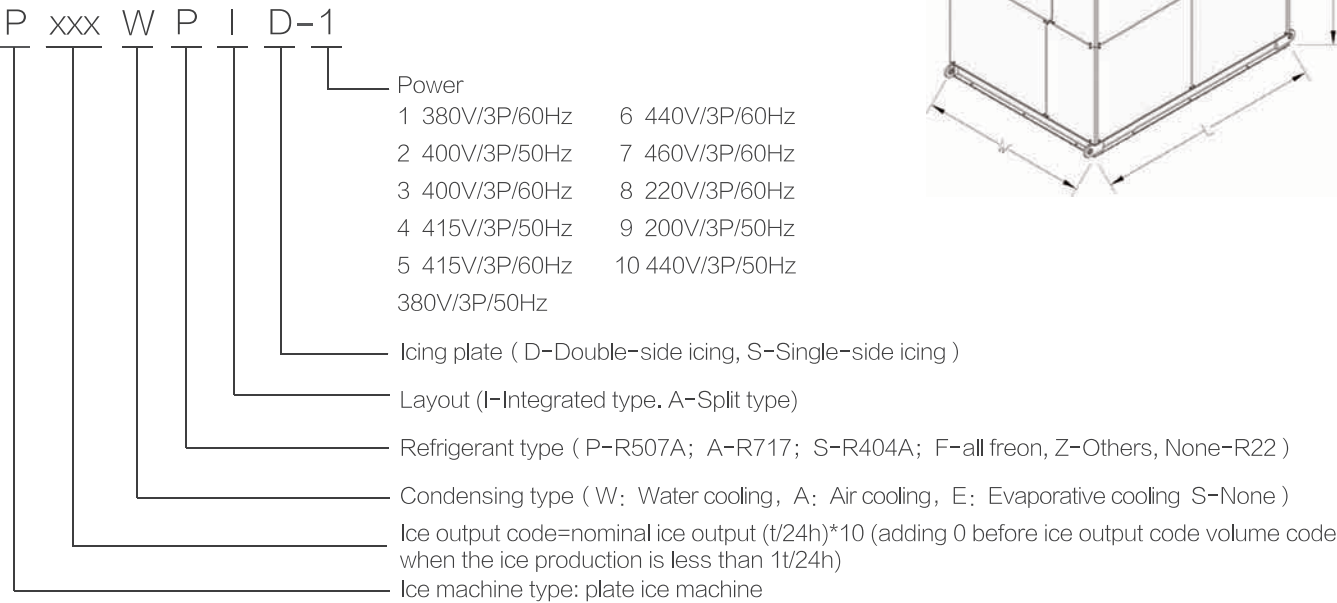 P xxx W P I D-1
Power
1 380V/3P/60Hz 6 440V/3P/60Hz
2 400V/3P/50Hz 7 460V/3P/60Hz
3 400V/3P/60Hz 8 220V/3P/60Hz
4 415V/3P/50Hz 9 200V/3P/50Hz
5 415V/3P/60Hz 10 440V/3P/50Hz
380V/3P/50Hz
Icing plate ( D-Double-side icing, S-Single-side icing )
Layout (I-Integrated type. A-Split type)
Refrigerant type ( P-R507A; A-R717; S-R404A; F-all freon, Z-Others, None-R22 )
Condensing type ( W: Water cooling, A: Air cooling, E: Evaporative cooling S-None )
Ice output code=nominal ice output (t/24h)*10 (adding 0 before ice output code volume code
when the ice production is less than 1t/24h)
Ice machine type: plate ice machine
W
L